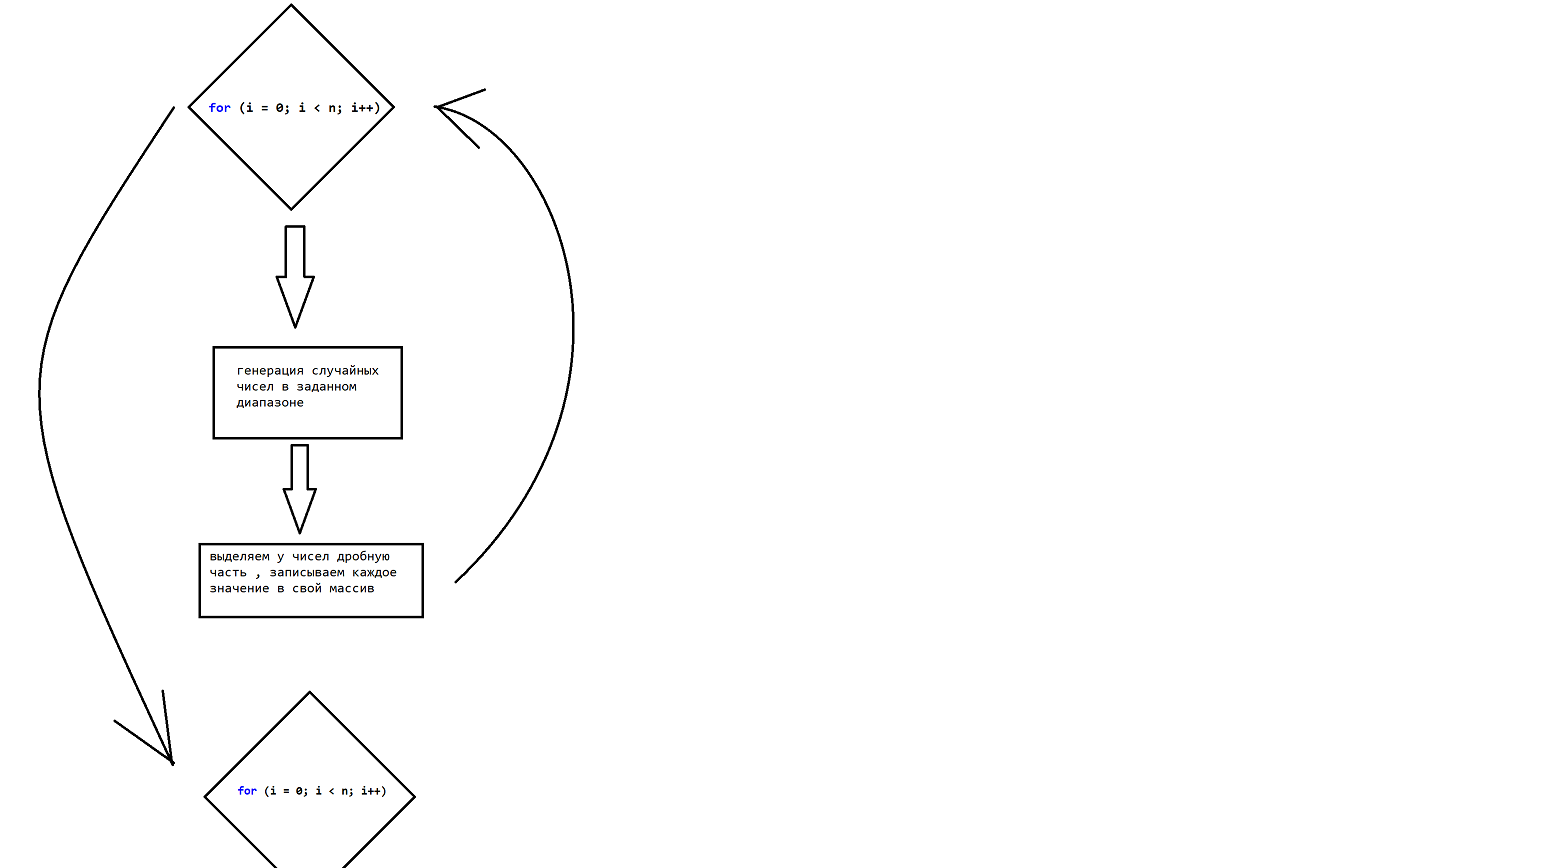 for (i = 0; i < n; i++)
генерация случайных
чисел в заданном
диапазоне
выделяем у чисел дробную
часть , записываем каждое
значение в свой массив
for (i = 0; i < n; i++)